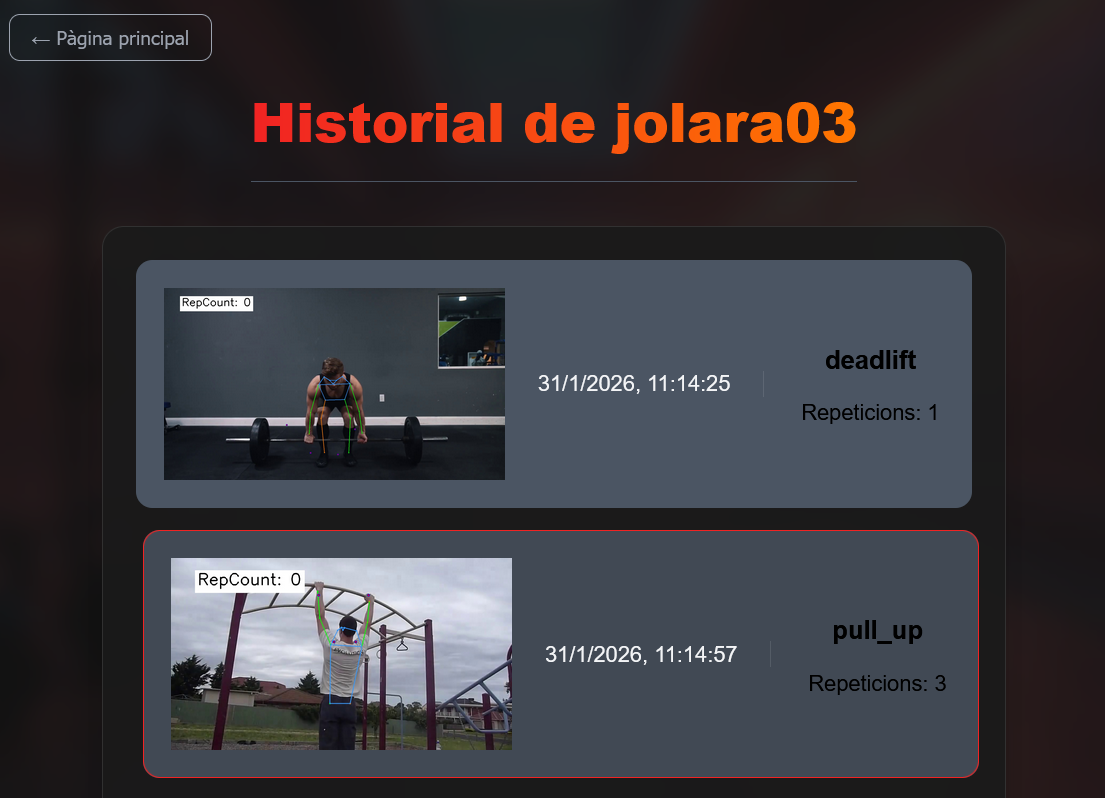 ← Pàgina principal
Historial de jolara03
RepCount: 0
31/1/2026, 11:14:25
deadlift
Repeticions: 1
RepCount: 0
31/1/2026, 11:14:57
pull_up
Repeticions: 3